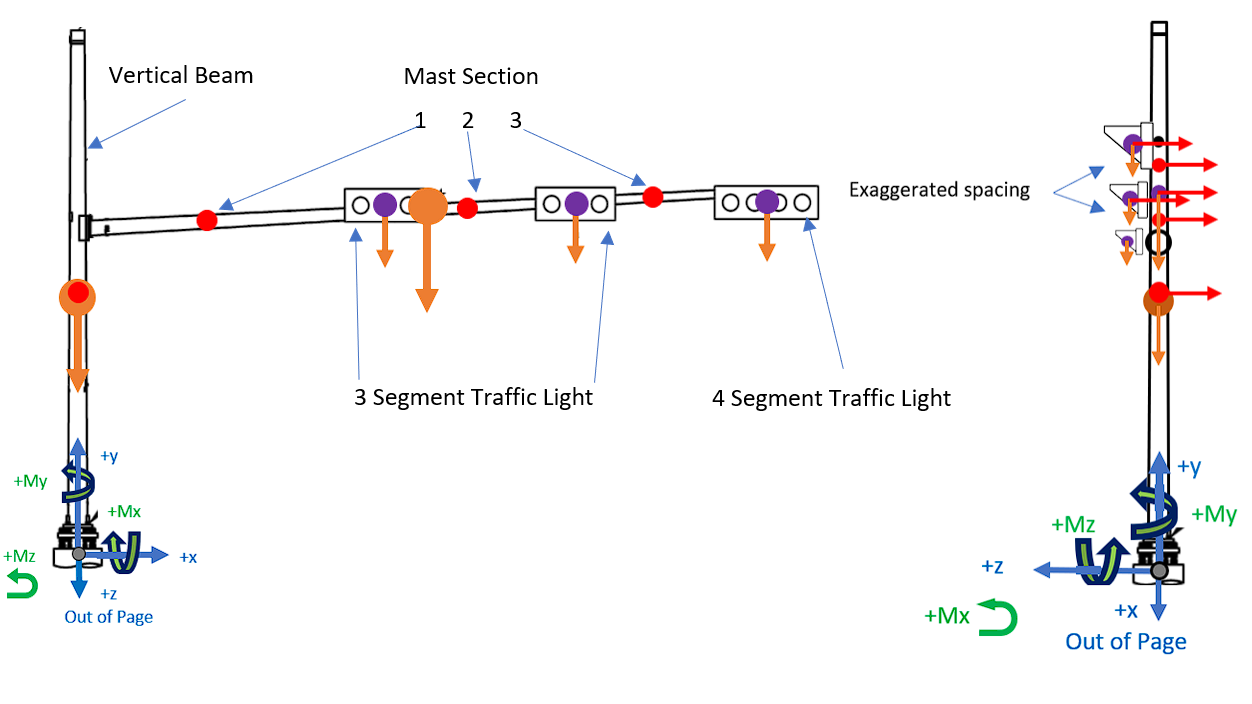 Vertical Beam
Mast Section
1 2 3
Exaggerated spacing
3 Segment Traffic Light
4 Segment Traffic Light
+y
+My
+Mx
+Mz
+x
+z
Out of Page
+y
+My
+Mz
+z
+Mx
+x
Out of Page